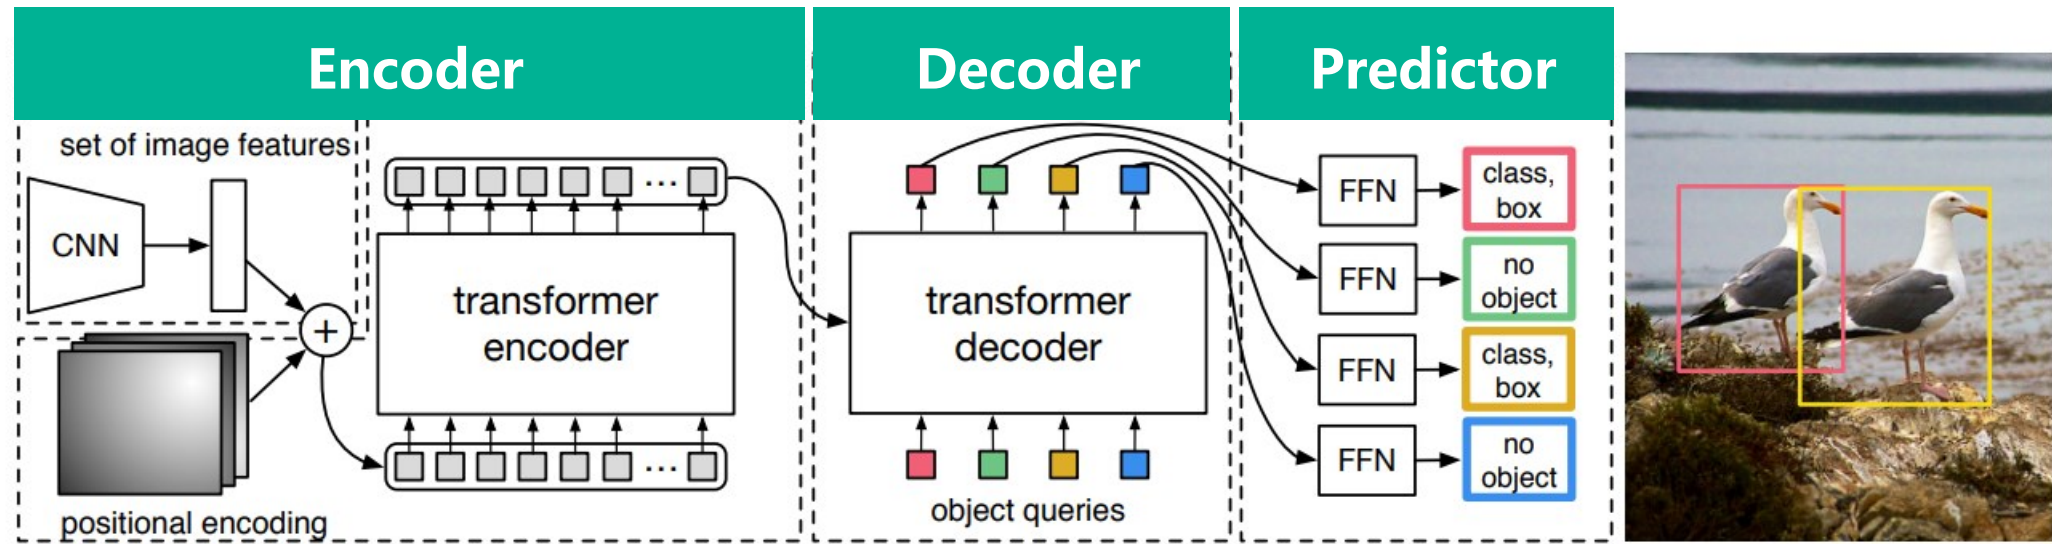 Encoder
Decoder
Predictor
set of image features
CNN
+
positional encoding
...
transformer
encoder
...
transformer
decoder
object queries
FFN
class,
box
FFN
no
object
FFN
class,
box
FFN
no
object